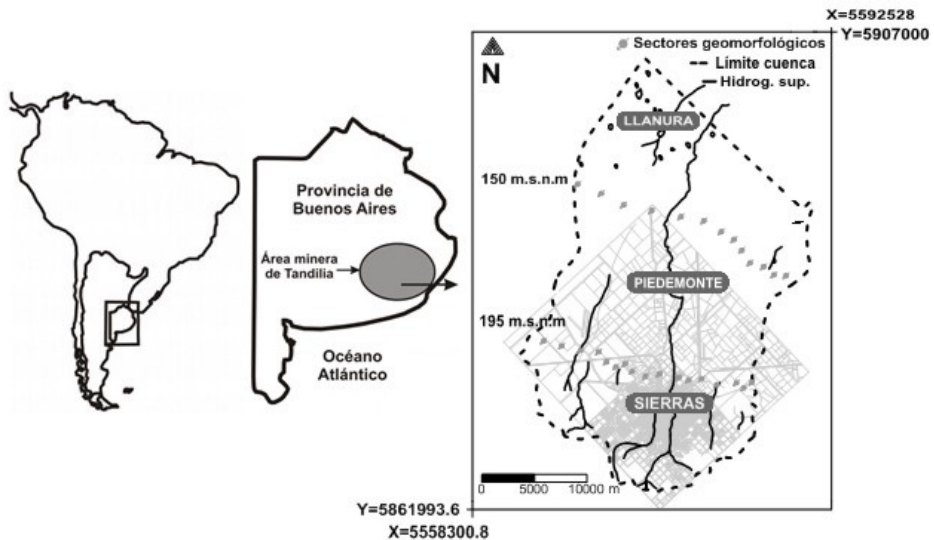 X=5592528
Y=5907000
Sectores geomorfológicos
Límite cuenca
Hidrog. sup.
N
LLANURA
150 m.s.n.m
Provincia de
Buenos Aires
Área minera
de Tandilia
PIEDEMONTE
195 m.s.n.m
Océano
Atlántico
SIERRAS
0 5000 10000 m
Y=5861993.6
X=5558300.8